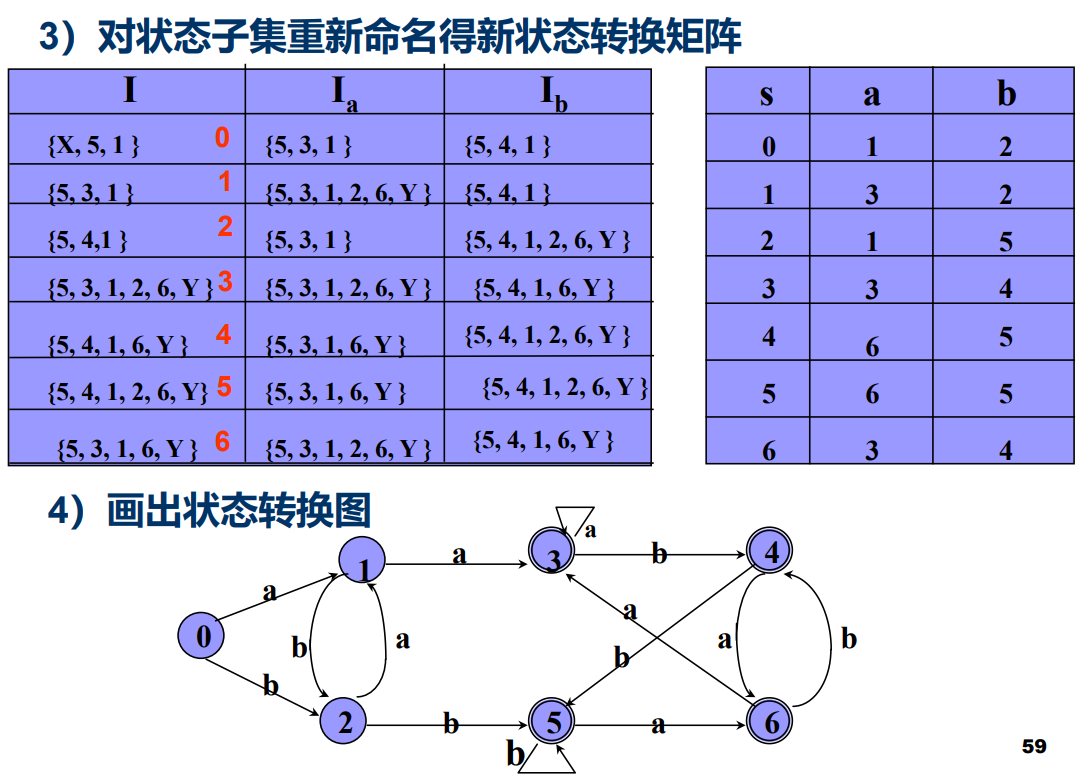 3）对状态子集重新命名得新状态转换矩阵
I Ia Ib
{X, 5, 1 } 0 {5, 3, 1 } {5, 4, 1 }
{5, 3, 1 } 1 {5, 3, 1, 2, 6, Y } {5, 4, 1 }
{5, 4,1 } 2 {5, 3, 1 } {5, 4, 1, 2, 6, Y }
{5, 3, 1, 2, 6, Y } 3 {5, 3, 1, 2, 6, Y } {5, 4, 1, 6, Y }
{5, 4, 1, 6, Y } 4 {5, 3, 1, 6, Y } {5, 4, 1, 2, 6, Y }
{5, 4, 1, 2, 6, Y} 5 {5, 3, 1, 6, Y } {5, 4, 1, 2, 6, Y }
{5, 3, 1, 6, Y } 6 {5, 3, 1, 2, 6, Y } {5, 4, 1, 6, Y }
s a b
0 1 2
1 3 2
2 1 5
3 3 4
4 6 5
5 6 5
6 3 4
4）画出状态转换图
a
1 a 3 b 4
a
a
0 b a a b
b
b
2 b 5 a 6
b
59